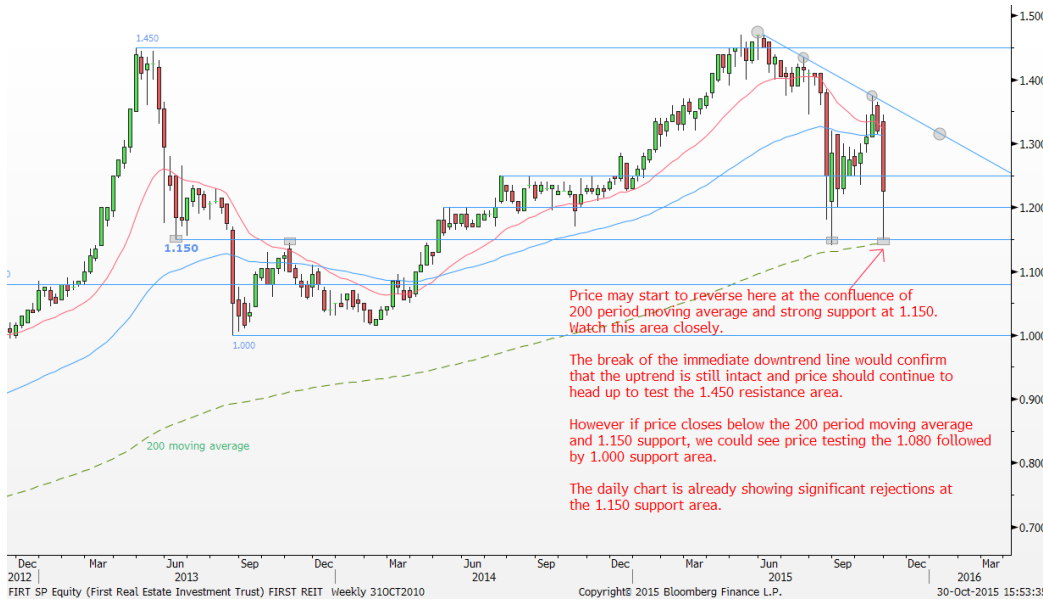 1.500
1.450
1.400
1.300
1.200
1.150
1.100
0
Price may start to reverse here at the confluence of
200 period moving average and strong support at 1.150.
Watch this area closely.
1.000
1.000
The break of the immediate downtrend line would confirm
that the uptrend is still intact and price should continue to
head up to test the 1.450 resistance area.
0.900
However if price closes below the 200 period moving average
and 1.150 support, we could see price testing the 1.080 followed
by 1.000 support area.
200 moving average
0.800
The daily chart is already showing significant rejections at
the 1.150 support area.
0.700
Dec Mar Jun Sep Dec Mar Jun Sep Dec Mar Jun Sep Dec Mar
2012 2013 2014 2015 2016
FIRT SP Equity (First Real Estate Investment Trust) FIRST REIT Weekly 31OCT2010 Copyright© 2015 Bloomberg Finance L.P. 30-Oct-2015 15:53:35